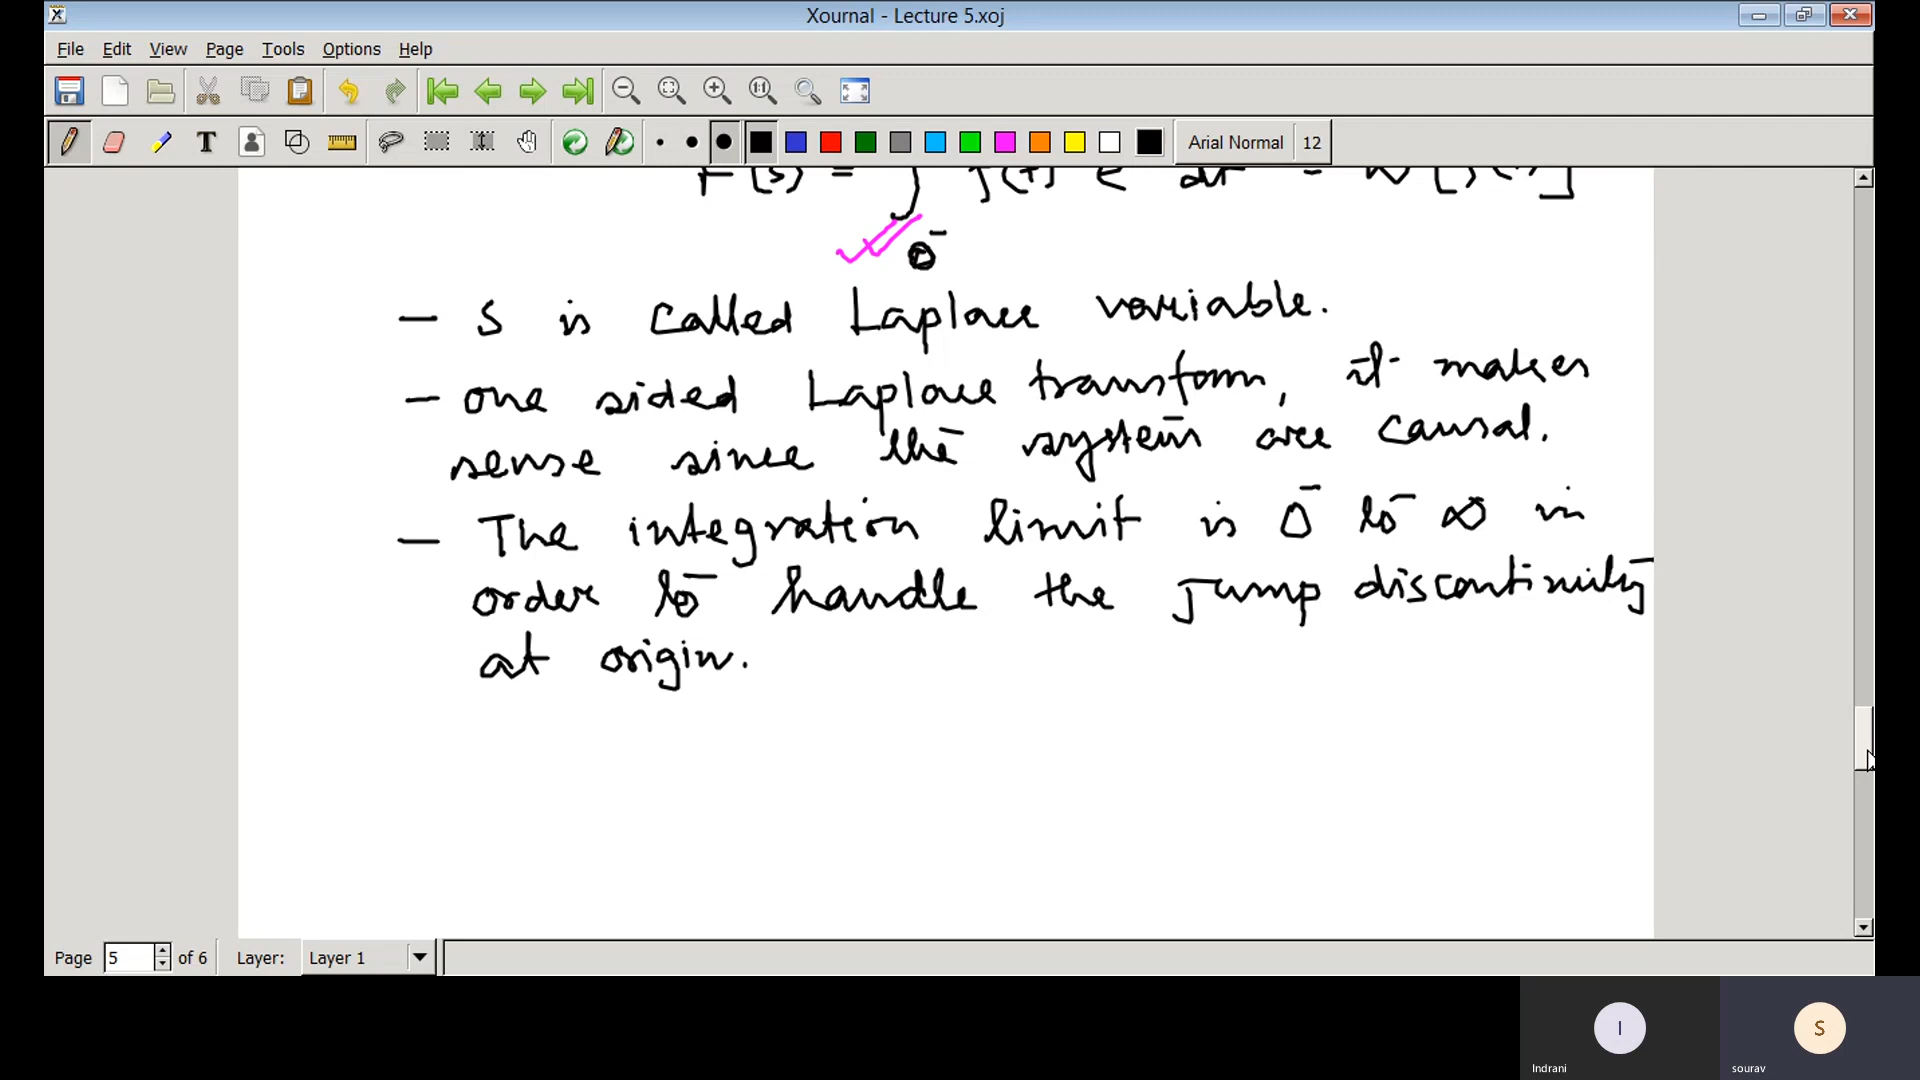 Xournal - Lecture 5.xoj
File Edit View Page Tools Options Help
Arial Normal 12
F(s) = ∫ f(t) e dt = [f(t)]
0⁻
- S is called Laplace variable.
- one sided Laplace transform, it makes
sense since the system are causal.
- The integration limit is 0⁻ to ∞ in
order to handle the jump discontinuity
at origin.
Page 5 of 6 Layer: Layer 1
I S
Indrani sourav